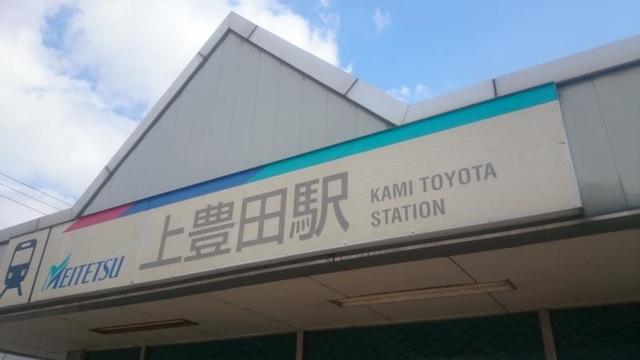 MEITETSU
上豊田駅
KAMI TOYOTA
STATION